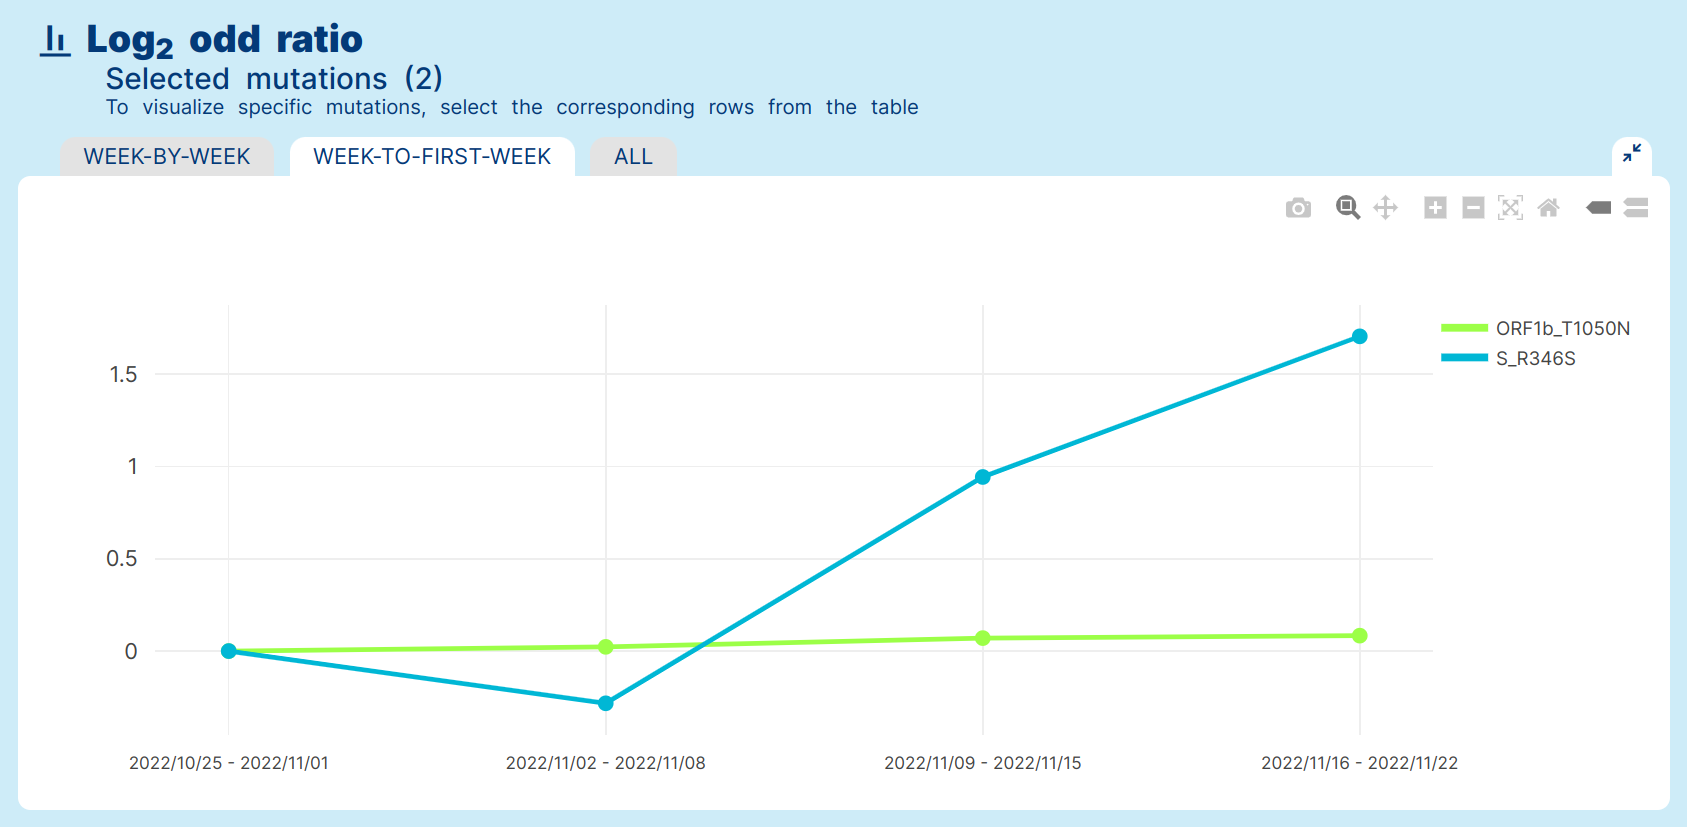 Log2 odd ratio
Selected mutations (2)
To visualize specific mutations, select the corresponding rows from the table
WEEK-BY-WEEK WEEK-TO-FIRST-WEEK ALL
ORF1b_T1050N
S_R346S
1.5
1
0.5
0
2022/10/25 - 2022/11/01 2022/11/02 - 2022/11/08 2022/11/09 - 2022/11/15 2022/11/16 - 2022/11/22